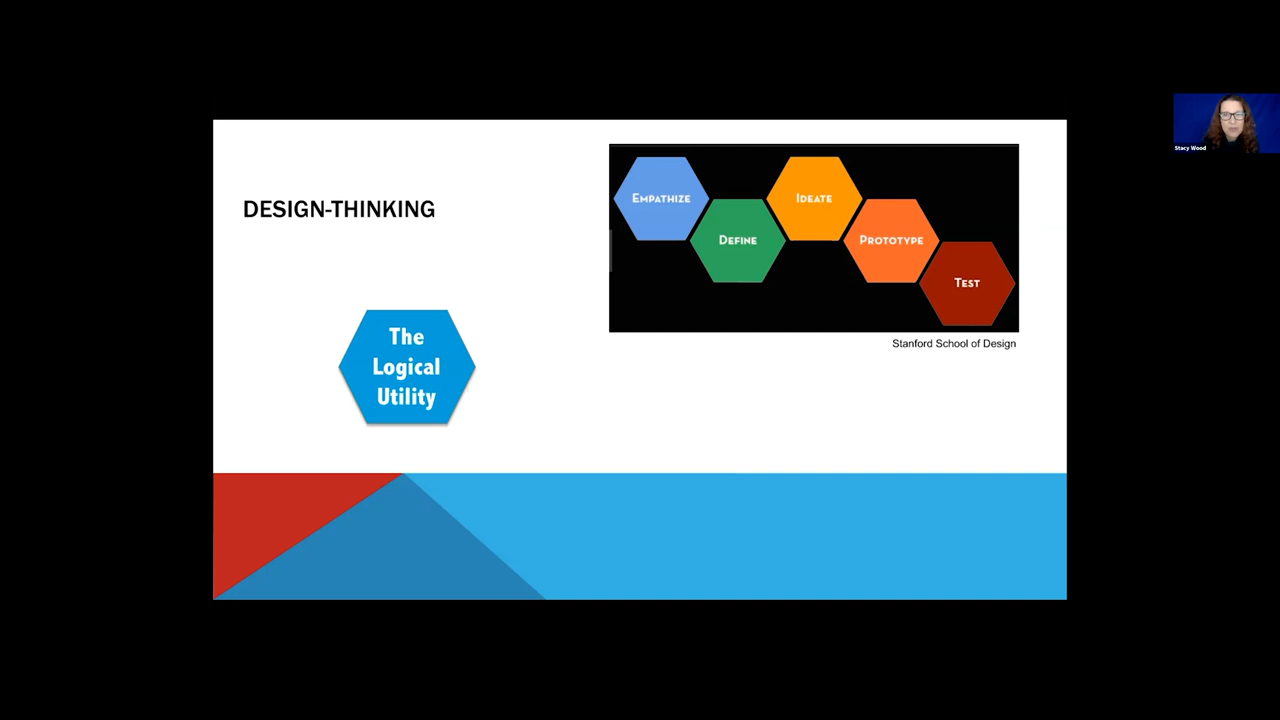 DESIGN-THINKING
EMPATHIZE
DEFINE
IDEATE
PROTOTYPE
TEST
Stanford School of Design
The
Logical
Utility
Stacy Wood